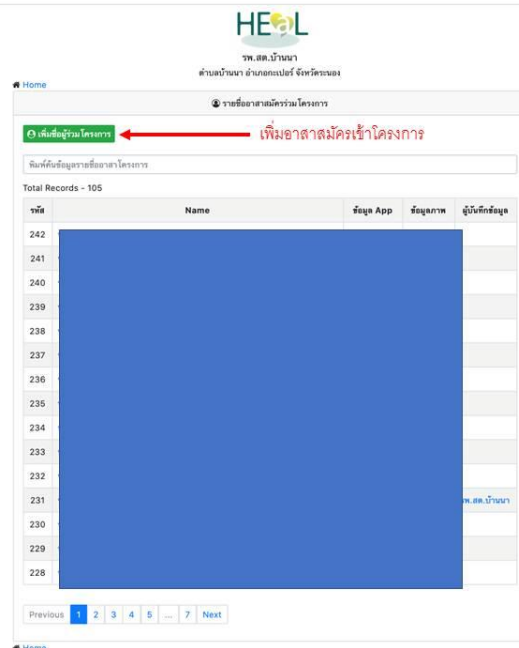 HEAL
รพ.สต.บ้านนา
ตำบลบ้านนา อำเภอกะเปอร์ จังหวัดระนอง
Home
รายชื่ออาสาสมัครร่วมโครงการ
เพิ่มชื่อผู้ร่วมโครงการ เพิ่มอาสาสมัครเข้าโครงการ
พิมพ์ค้นข้อมูลรายชื่ออาสาโครงการ
Total Records - 105
รหัส Name ข้อมูล App ข้อมูลภาพ ผู้บันทึกข้อมูล
242
241
240
239
238
237
236
235
234
233
232
231 รพ.สต.บ้านนา
230
229
228
Previous 1 2 3 4 5 ... 7 Next
Home